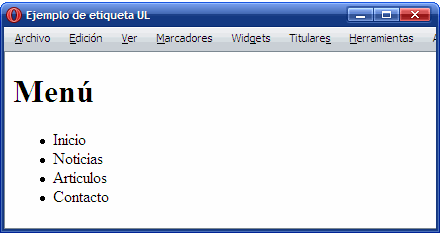 Ejemplo de etiqueta UL
Archivo Edición Ver Marcadores Widgets Titulares Herramientas
Menú
Inicio
Noticias
Artículos
Contacto